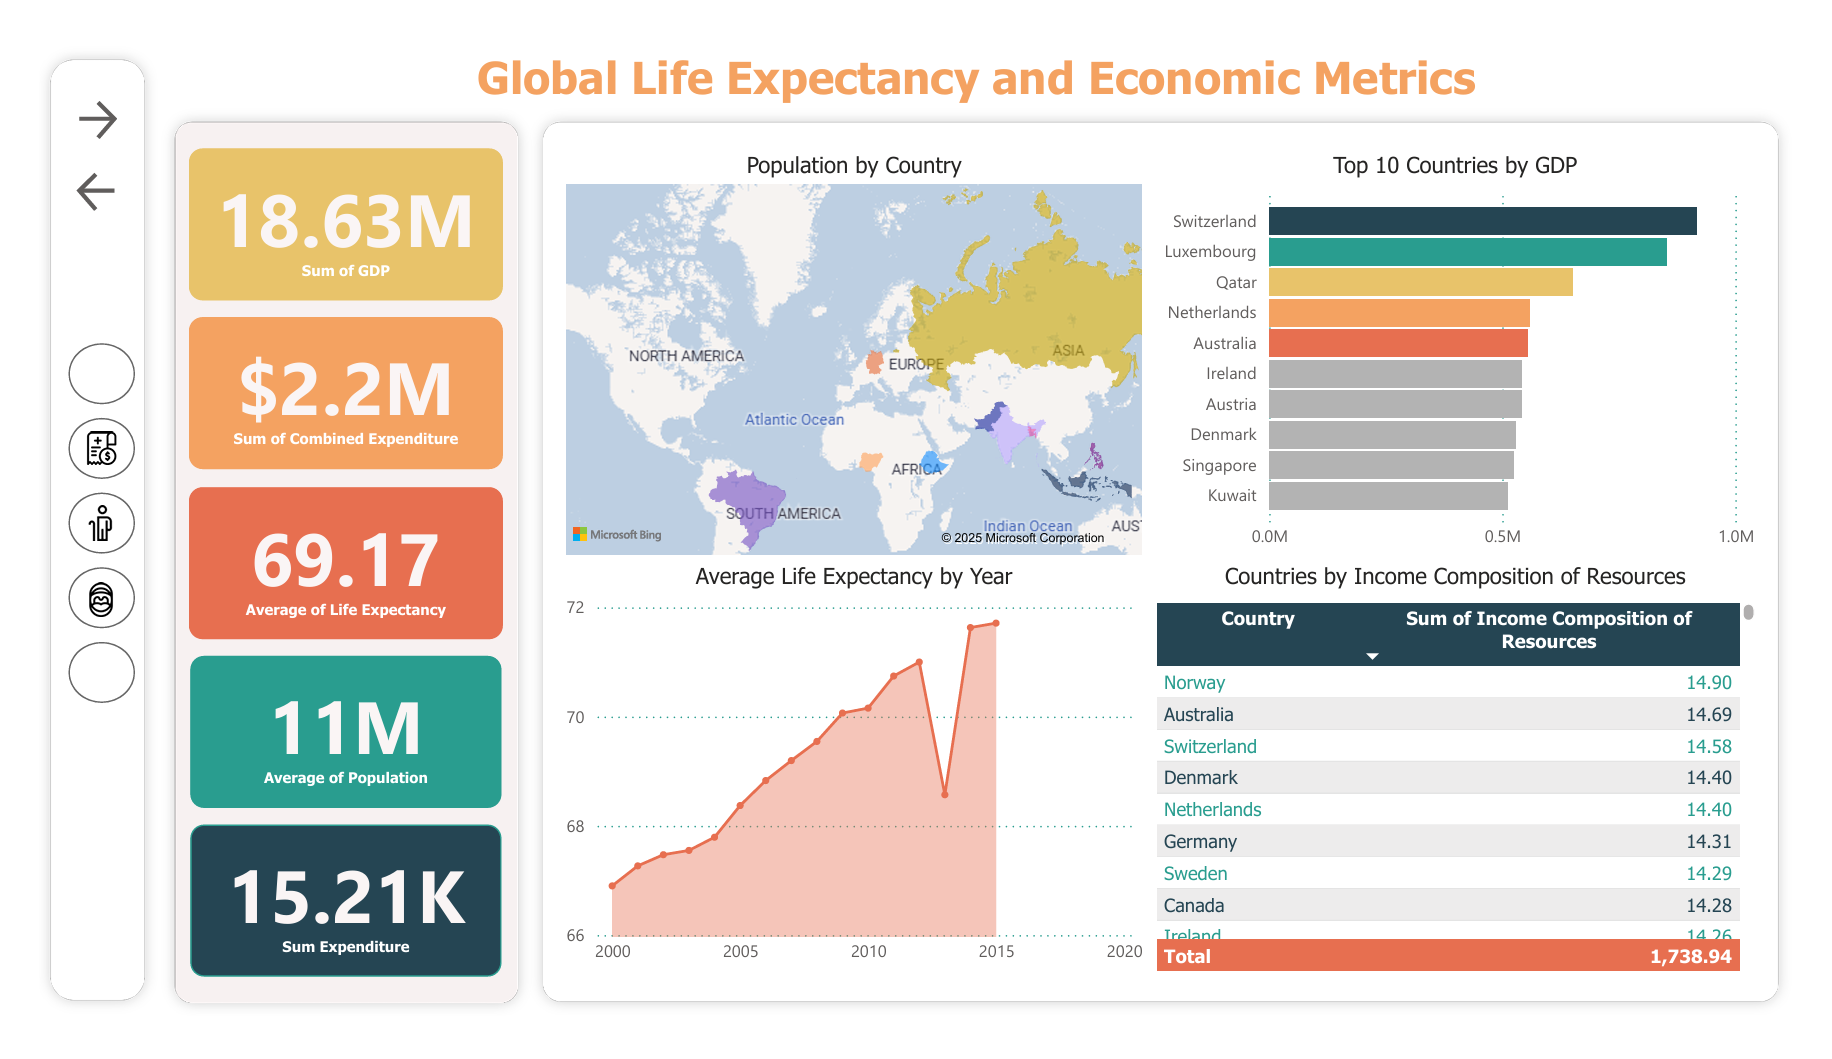 Global Life Expectancy and Economic Metrics
18.63M
Sum of GDP
$2.2M
Sum of Combined Expenditure
69.17
Average of Life Expectancy
11M
Average of Population
15.21K
Sum Expenditure
Population by Country
NORTH AMERICA
EUROPE
ASIA
Atlantic Ocean
AFRICA
SOUTH AMERICA
Indian Ocean
AUST
Microsoft Bing
© 2025 Microsoft Corporation
Top 10 Countries by GDP
Switzerland
Luxembourg
Qatar
Netherlands
Australia
Ireland
Austria
Denmark
Singapore
Kuwait
0.0M 0.5M 1.0M
Average Life Expectancy by Year
72
70
68
66
2000 2005 2010 2015 2020
Countries by Income Composition of Resources
Country Sum of Income Composition of
Resources
Norway 14.90
Australia 14.69
Switzerland 14.58
Denmark 14.40
Netherlands 14.40
Germany 14.31
Sweden 14.29
Canada 14.28
Ireland 14.26
Total 1,738.94